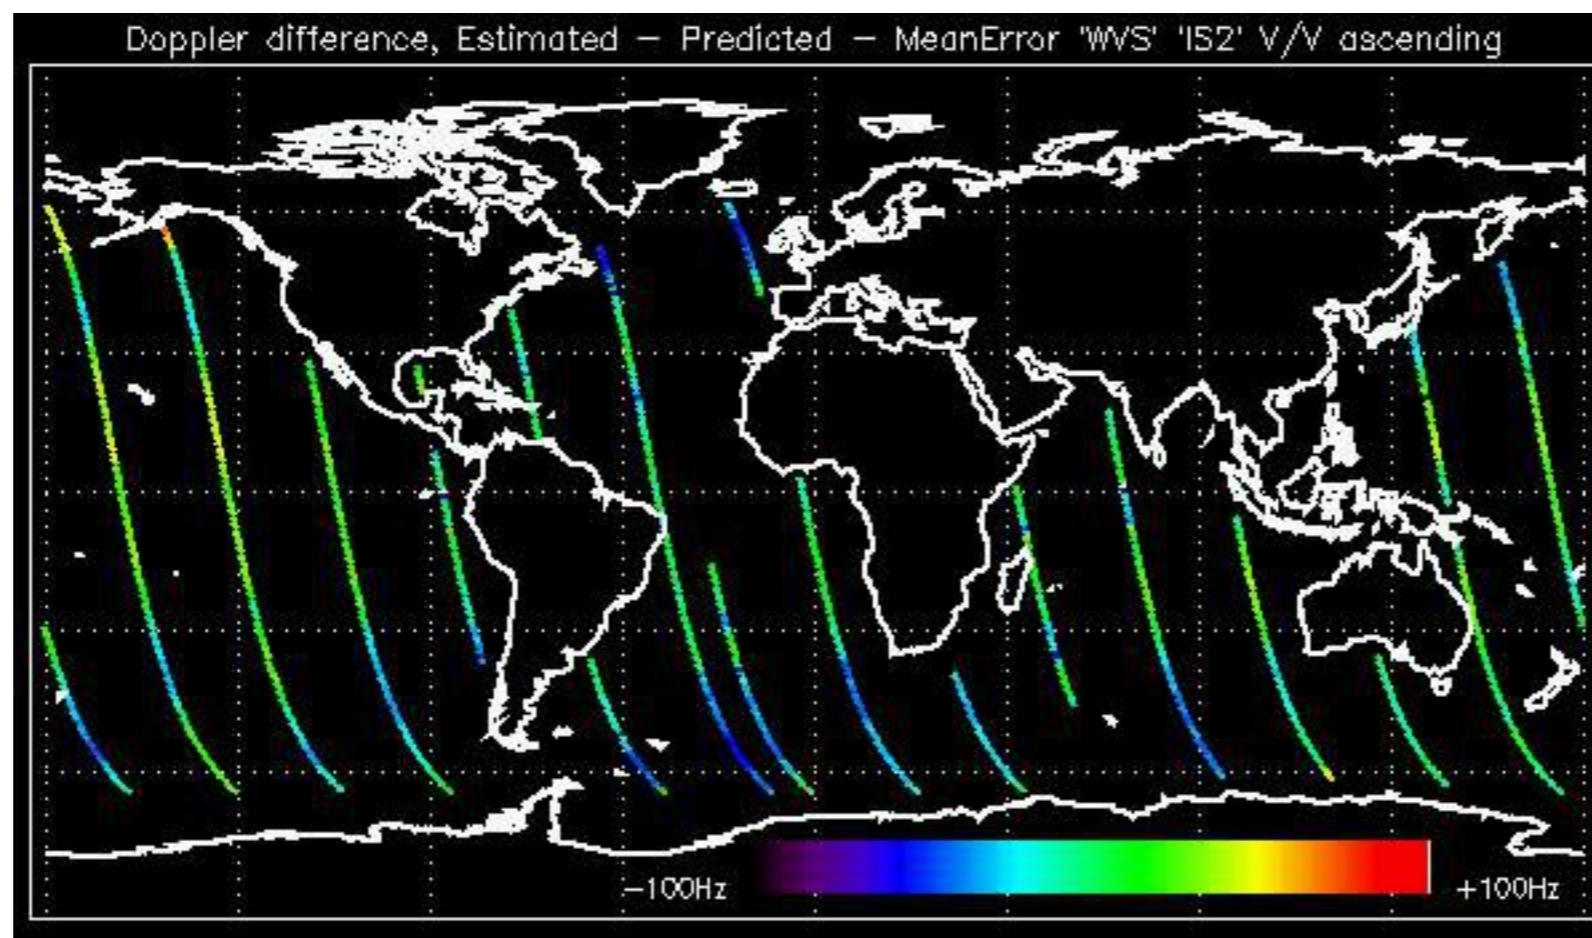 Doppler difference, Estimated – Predicted – MeanError 'WVS' 'IS2' V/V ascending
–100Hz
+100Hz